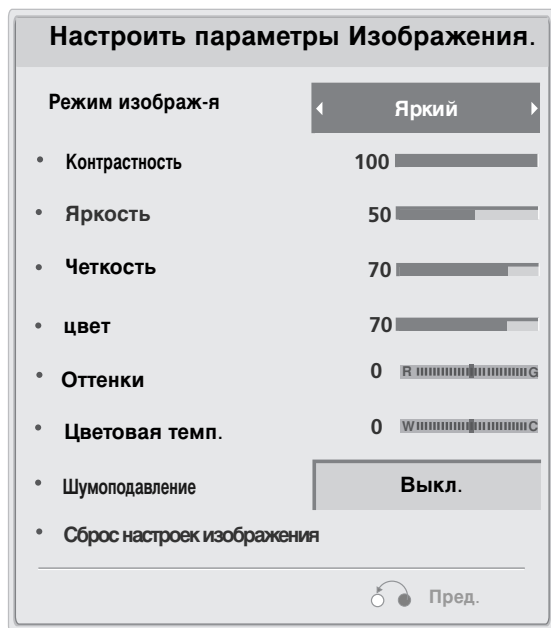 Настроить параметры Изображения.
Режим изображ-я Яркий
• Контрастность 100
• Яркость 50
• Четкость 70
• цвет 70
• Оттенки 0 R G
• Цветовая темп. 0 W C
• Шумоподавление Выкл.
• Сброс настроек изображения
Пред.